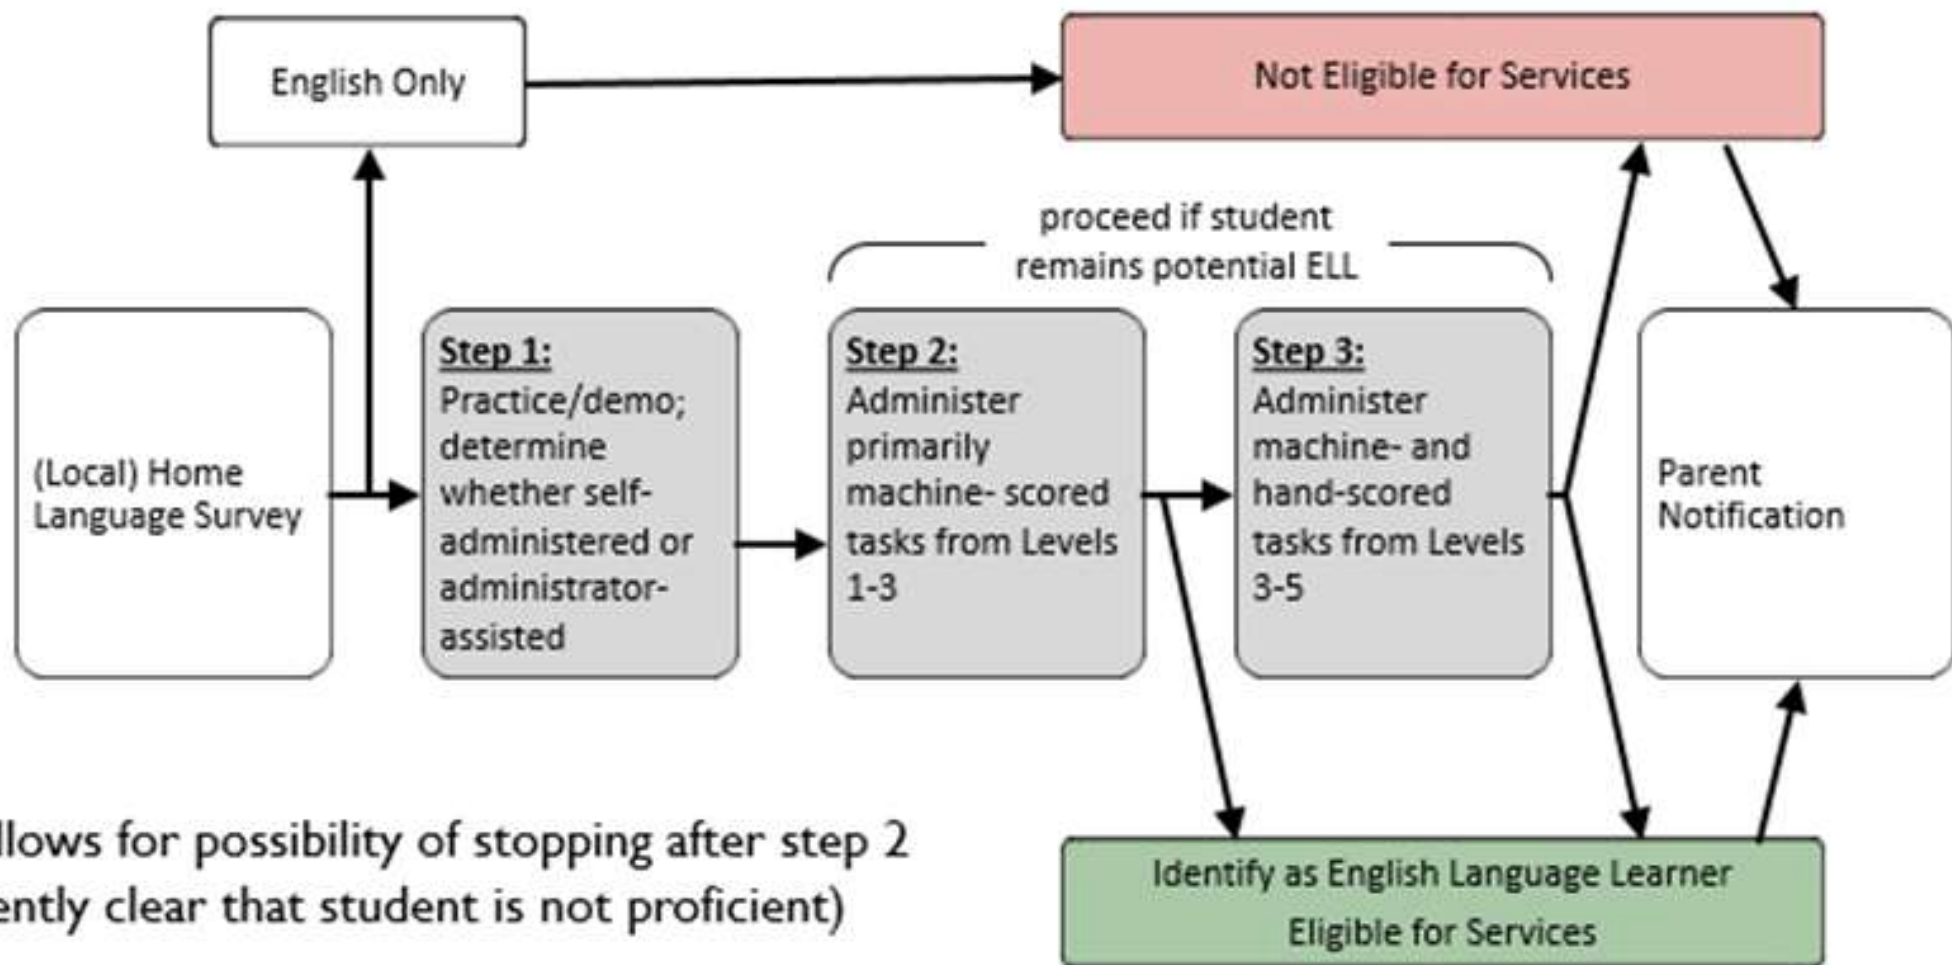 English Only
Not Eligible for Services
proceed if student
remains potential ELL
(Local) Home
Language Survey
Step 1:
Practice/demo;
determine
whether self-
administered or
administrator-
assisted
Step 2:
Administer
primarily
machine- scored
tasks from Levels
1-3
Step 3:
Administer
machine- and
hand-scored
tasks from Levels
3-5
Parent
Notification
for possibility of stopping after step 2
clear that student is not proficient)
Identify as English Language Learner
Eligible for Services